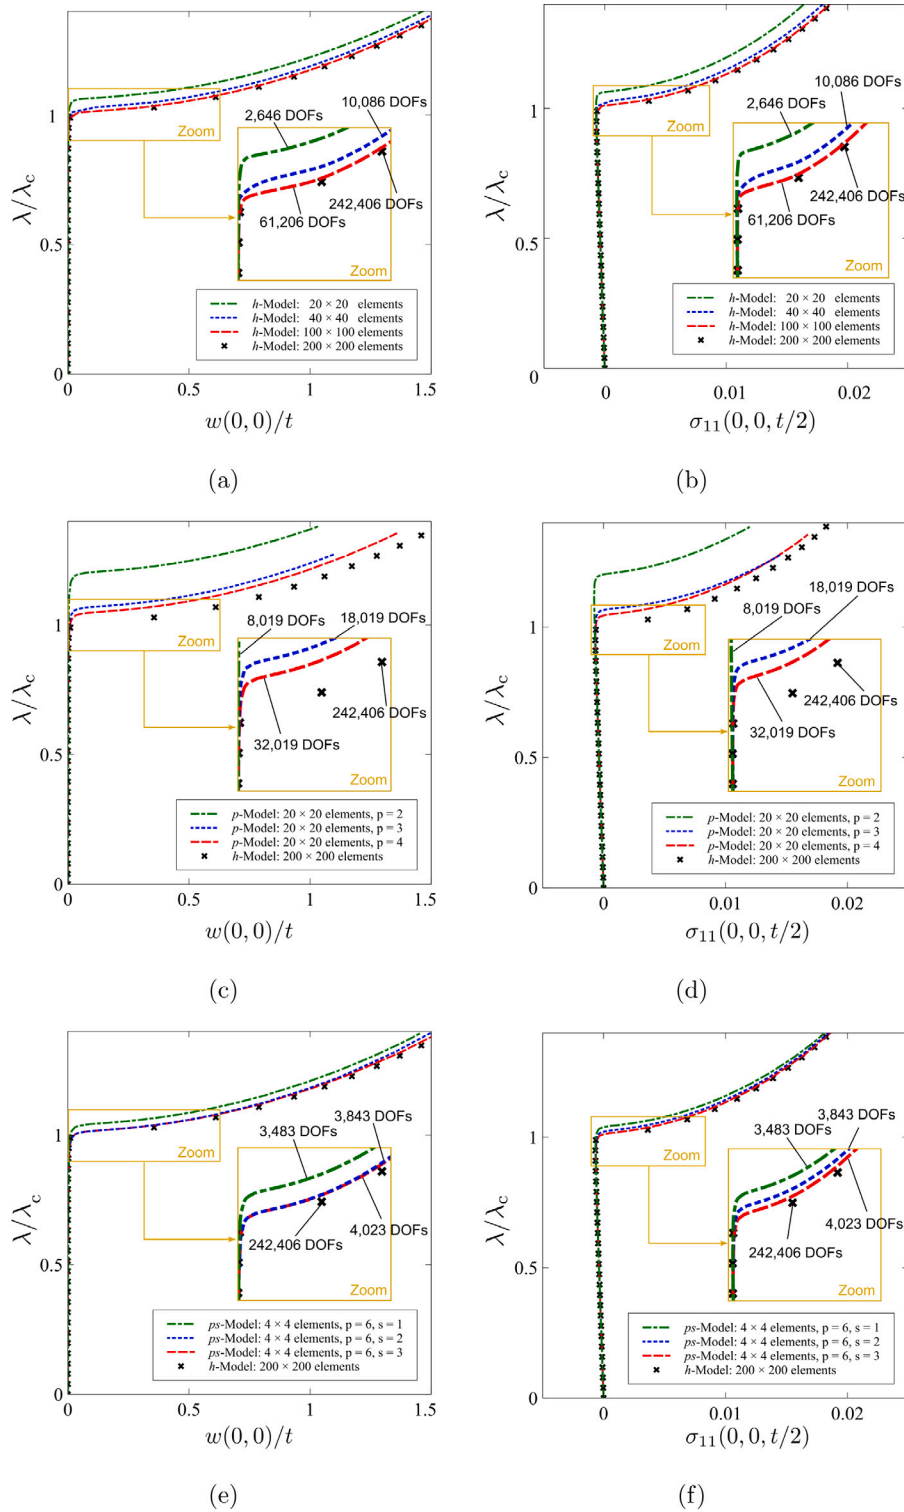 λ/λc
1
0.5
0
0
0.5
1
1.5
w(0,0)/t
Zoom
2,646 DOFs
10,086 DOFs
61,206 DOFs
242,406 DOFs
Zoom
h-Model: 20 × 20 elements
h-Model: 40 × 40 elements
h-Model: 100 × 100 elements
h-Model: 200 × 200 elements
(a)
λ/λc
1
0.5
0
0
0.01
0.02
σ11(0,0,t/2)
Zoom
2,646 DOFs
10,086 DOFs
61,206 DOFs
242,406 DOFs
Zoom
h-Model: 20 × 20 elements
h-Model: 40 × 40 elements
h-Model: 100 × 100 elements
h-Model: 200 × 200 elements
(b)
λ/λc
1
0.5
0
0
0.5
1
1.5
w(0,0)/t
Zoom
8,019 DOFs
18,019 DOFs
32,019 DOFs
242,406 DOFs
Zoom
p-Model: 20 × 20 elements, p = 2
p-Model: 20 × 20 elements, p = 3
p-Model: 20 × 20 elements, p = 4
h-Model: 200 × 200 elements
(c)
λ/λc
1
0.5
0
0
0.01
0.02
σ11(0,0,t/2)
Zoom
8,019 DOFs
18,019 DOFs
32,019 DOFs
242,406 DOFs
Zoom
p-Model: 20 × 20 elements, p = 2
p-Model: 20 × 20 elements, p = 3
p-Model: 20 × 20 elements, p = 4
h-Model: 200 × 200 elements
(d)
λ/λc
1
0.5
0
0
0.5
1
1.5
w(0,0)/t
Zoom
3,483 DOFs
3,843 DOFs
4,023 DOFs
242,406 DOFs
Zoom
ps-Model: 4 × 4 elements, p = 6, s = 1
ps-Model: 4 × 4 elements, p = 6, s = 2
ps-Model: 4 × 4 elements, p = 6, s = 3
h-Model: 200 × 200 elements
(e)
λ/λc
1
0.5
0
0
0.01
0.02
σ11(0,0,t/2)
Zoom
3,483 DOFs
3,843 DOFs
4,023 DOFs
242,406 DOFs
Zoom
ps-Model: 4 × 4 elements, p = 6, s = 1
ps-Model: 4 × 4 elements, p = 6, s = 2
ps-Model: 4 × 4 elements, p = 6, s = 3
h-Model: 200 × 200 elements
(f)